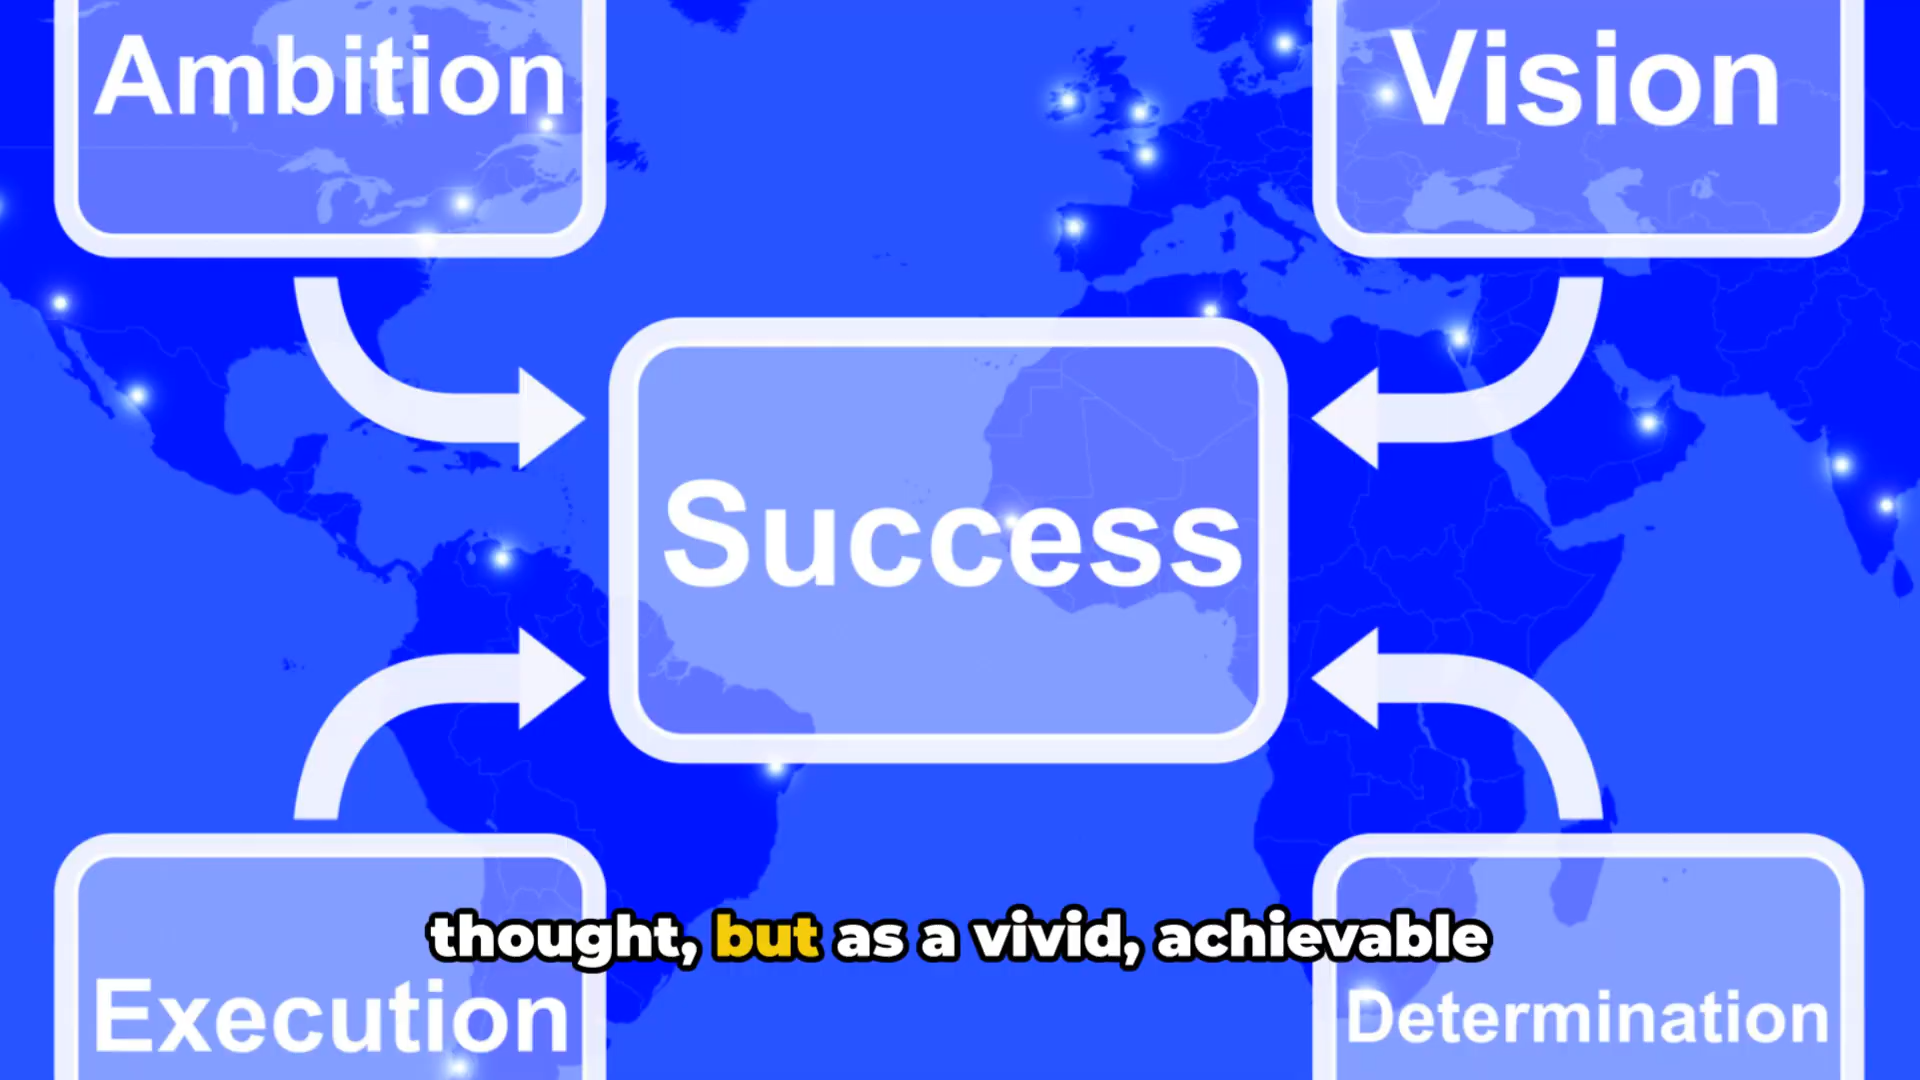 Ambition
Vision
Success
thought, but as a vivid, achievable
Execution
Determination